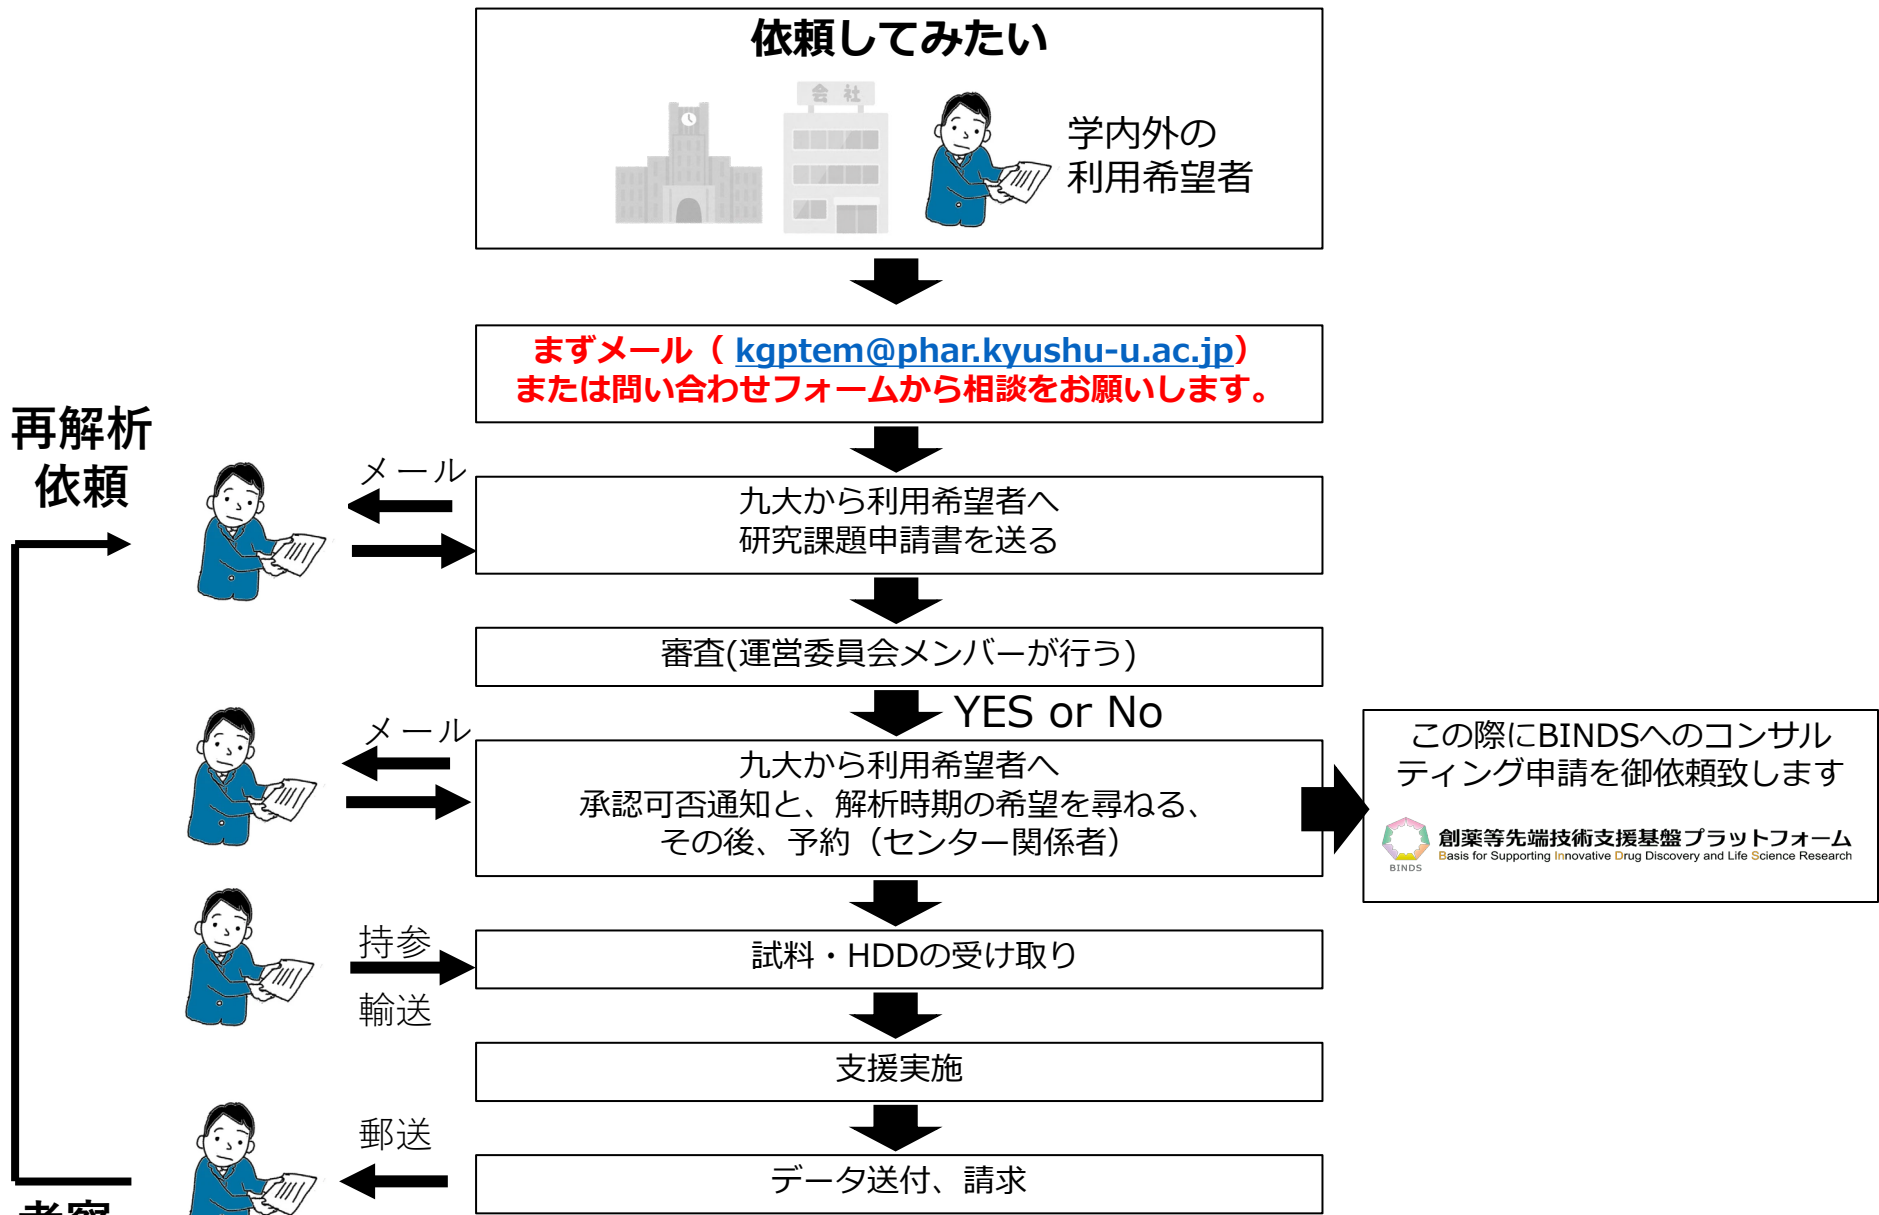 依頼してみたい
会社
学内外の
利用希望者
まずメール（ kgptem@phar.kyushu-u.ac.jp）
または問い合わせフォームから相談をお願いします。
再解析
依頼
メール
九大から利用希望者へ
研究課題申請書を送る
審査(運営委員会メンバーが行う)
YES or No
メール
九大から利用希望者へ
承認可否通知と、解析時期の希望を尋ねる、
その後、予約（センター関係者）
この際にBINDSへのコンサル
ティング申請を御依頼致します
BINDS
創薬等先端技術支援基盤プラットフォーム
Basis for Supporting Innovative Drug Discovery and Life Science Research
持参
輸送
試料・HDDの受け取り
支援実施
郵送
データ送付、請求
考察